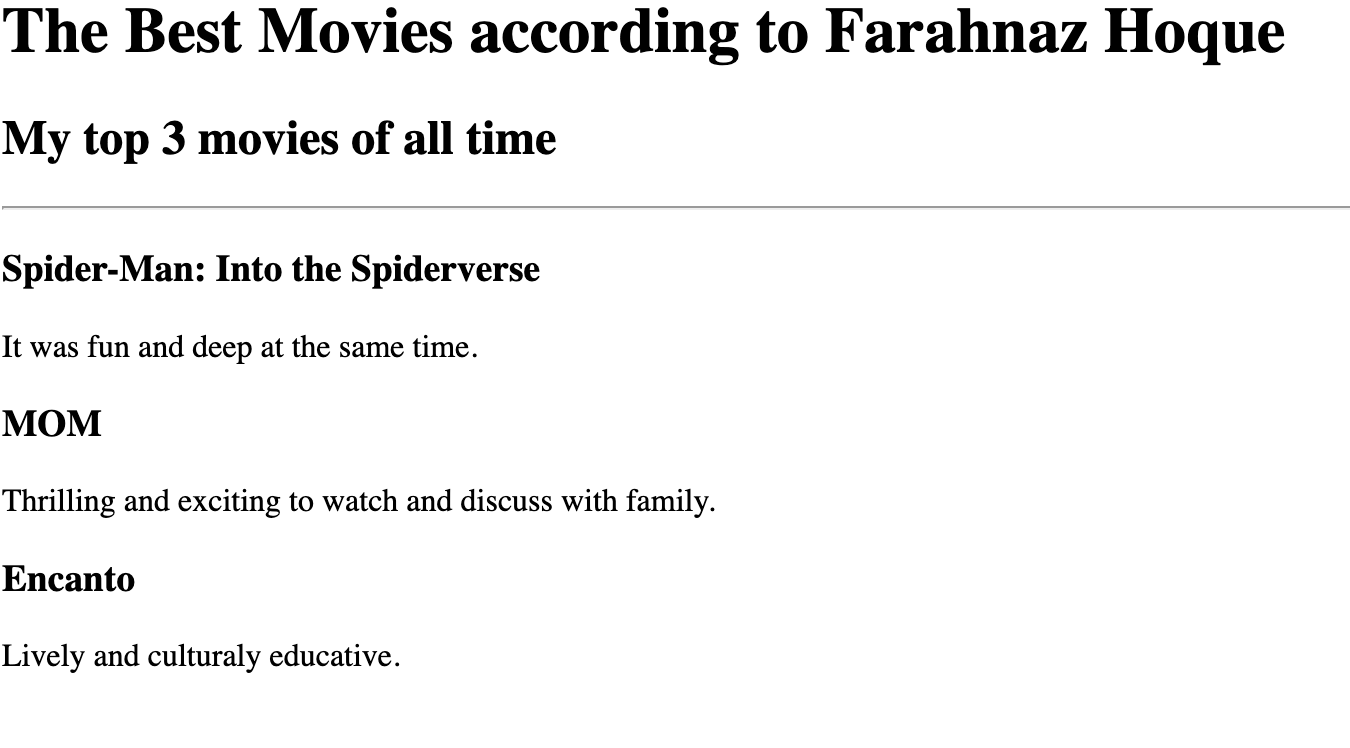 The Best Movies according to Farahnaz Hoque
My top 3 movies of all time
Spider-Man: Into the Spiderverse
It was fun and deep at the same time.
MOM
Thrilling and exciting to watch and discuss with family.
Encanto
Lively and culturaly educative.